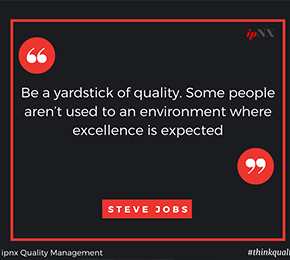 ipNX
Be a yardstick of quality. Some people
aren't used to an environment where
excellence is expected
STEVE JOBS
ipnx Quality Management
#thinkquali